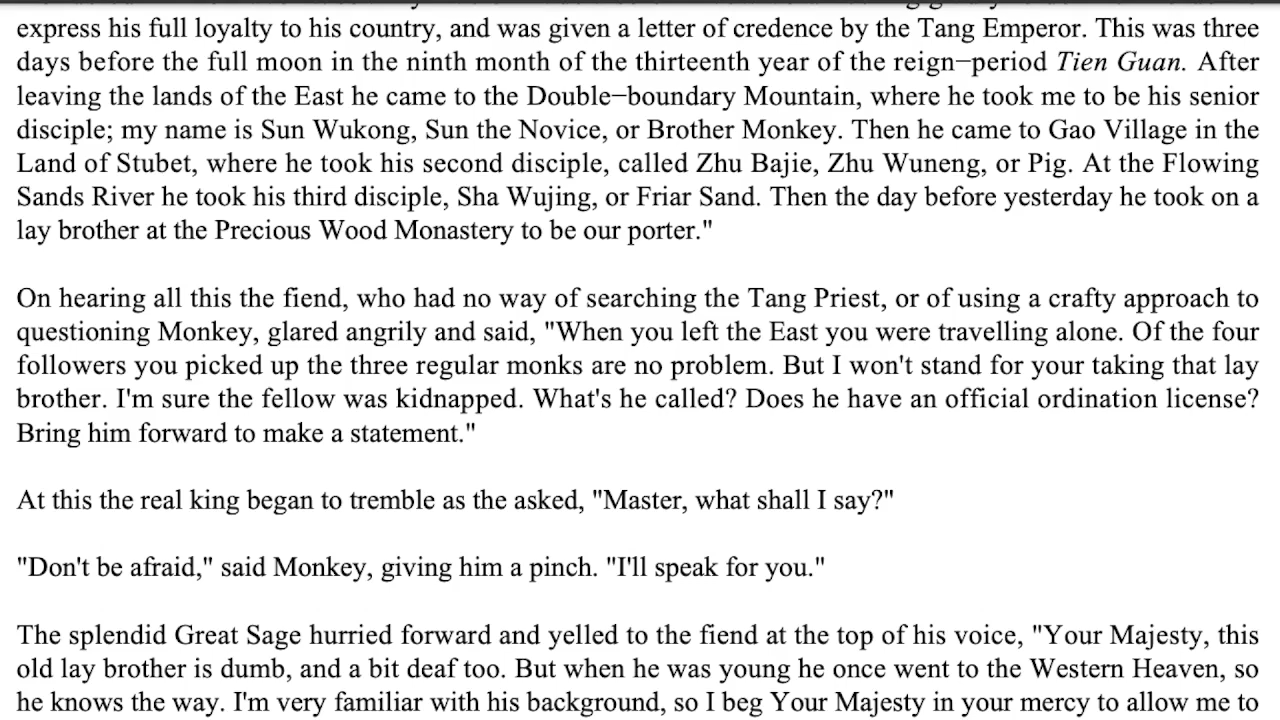 express his full loyalty to his country, and was given a letter of credence by the Tang Emperor. This was three
days before the full moon in the ninth month of the thirteenth year of the reign−period Tien Guan. After
leaving the lands of the East he came to the Double−boundary Mountain, where he took me to be his senior
disciple; my name is Sun Wukong, Sun the Novice, or Brother Monkey. Then he came to Gao Village in the
Land of Stubet, where he took his second disciple, called Zhu Bajie, Zhu Wuneng, or Pig. At the Flowing
Sands River he took his third disciple, Sha Wujing, or Friar Sand. Then the day before yesterday he took on a
lay brother at the Precious Wood Monastery to be our porter."
On hearing all this the fiend, who had no way of searching the Tang Priest, or of using a crafty approach to
questioning Monkey, glared angrily and said, "When you left the East you were travelling alone. Of the four
followers you picked up the three regular monks are no problem. But I won't stand for your taking that lay
brother. I'm sure the fellow was kidnapped. What's he called? Does he have an official ordination license?
Bring him forward to make a statement."
At this the real king began to tremble as the asked, "Master, what shall I say?"
"Don't be afraid," said Monkey, giving him a pinch. "I'll speak for you."
The splendid Great Sage hurried forward and yelled to the fiend at the top of his voice, "Your Majesty, this
old lay brother is dumb, and a bit deaf too. But when he was young he once went to the Western Heaven, so
he knows the way. I'm very familiar with his background, so I beg Your Majesty in your mercy to allow me to